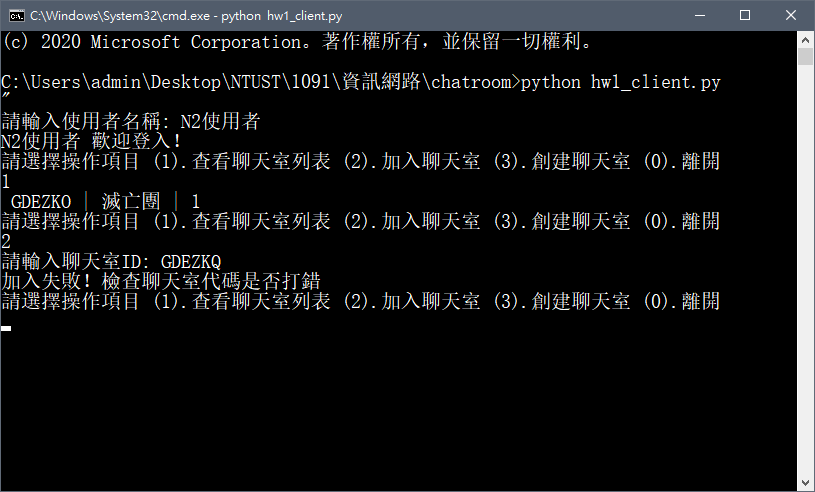 C:\Windows\System32\cmd.exe - python hw1_client.py
(c) 2020 Microsoft Corporation。著作權所有，並保留一切權利。
C:\Users\admin\Desktop\NTUST\1091\資訊網路\chatroom>python hw1_client.py
"
請輸入使用者名稱: N2使用者
N2使用者 歡迎登入!
請選擇操作項目 (1).查看聊天室列表 (2).加入聊天室 (3).創建聊天室 (0).離開
1
GDEZKO | 滅亡團 | 1
請選擇操作項目 (1).查看聊天室列表 (2).加入聊天室 (3).創建聊天室 (0).離開
2
請輸入聊天室ID: GDEZKQ
加入失敗! 檢查聊天室代碼是否打錯
請選擇操作項目 (1).查看聊天室列表 (2).加入聊天室 (3).創建聊天室 (0).離開